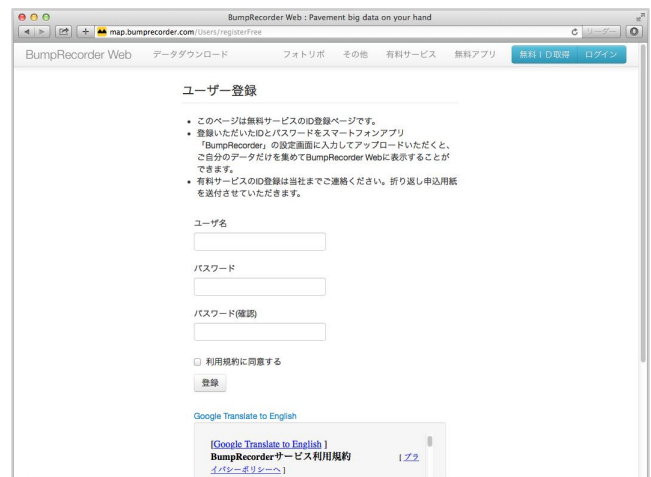 BumpRecorder Web : Pavement big data on your hand
map.bumprecorder.com/Users/registerFree
リーダー
BumpRecorder Web データダウンロード フォトリポ その他 有料サービス 無料アプリ 無料ＩＤ取得 ログイン
ユーザー登録
• このページは無料サービスのID登録ページです。
• 登録いただいたIDとパスワードをスマートフォンアプリ
「BumpRecorder」の設定画面に入力してアップロードいただくと、
ご自分のデータだけを集めてBumpRecorder Webに表示することが
できます。
• 有料サービスのID登録は当社までご連絡ください。折り返し申込用紙
を送付させていただきます。
ユーザ名
パスワード
パスワード(確認)
利用規約に同意する
登録
Google Translate to English
[Google Translate to English ]
BumpRecorderサービス利用規約 [ プラ
イバシーポリシーへ ]